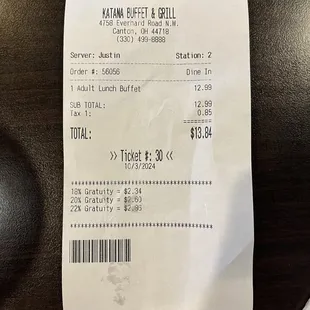 KATANA BUFFET & GRILL
4758 Everhard Road N.W.
Canton, OH 44718
(330) 499-8888
Server: Justin Station: 2
Order #: 56056 Dine In
1 Adult Lunch Buffet 12.99
SUB TOTAL: 12.99
Tax 1: 0.85
TOTAL: $13.84
>> Ticket #: 30 <<
10/3/2024
18% Gratuity = $2.34
20% Gratuity = $2.60
22% Gratuity = $2.86